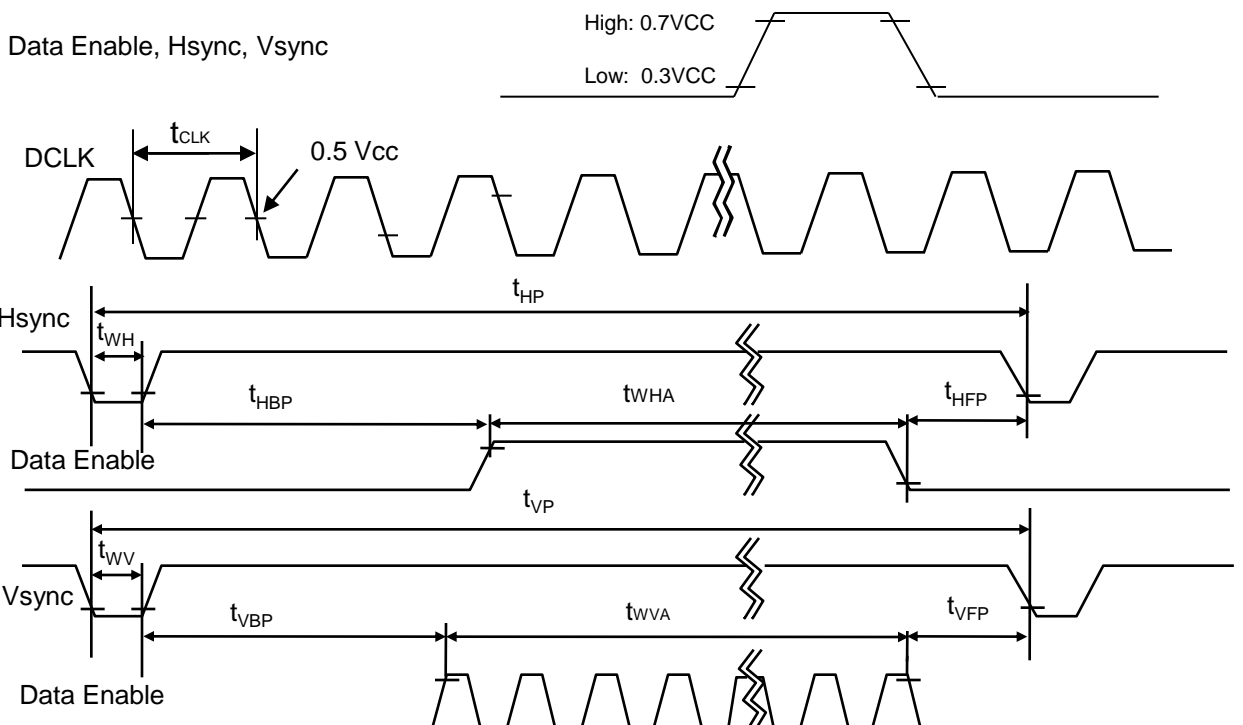 High: 0.7VCC
Data Enable, Hsync, Vsync
Low: 0.3VCC
tCLK
DCLK
0.5 Vcc
tHP
Hsync
tWH
tHBP
tWHA
tHFP
Data Enable
tVP
tWV
Vsync
tVBP
tWVA
tVFP
Data Enable